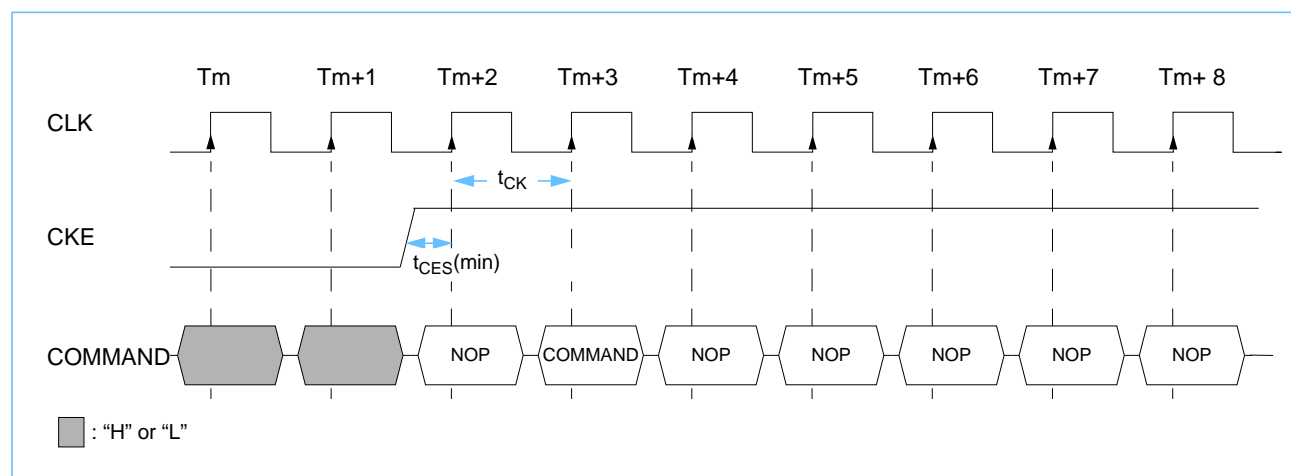 Tm Tm+1 Tm+2 Tm+3 Tm+4 Tm+5 Tm+6 Tm+7 Tm+ 8
CLK
tCK
CKE
tCES(min)
COMMAND NOP COMMAND NOP NOP NOP NOP NOP
: “H” or “L”